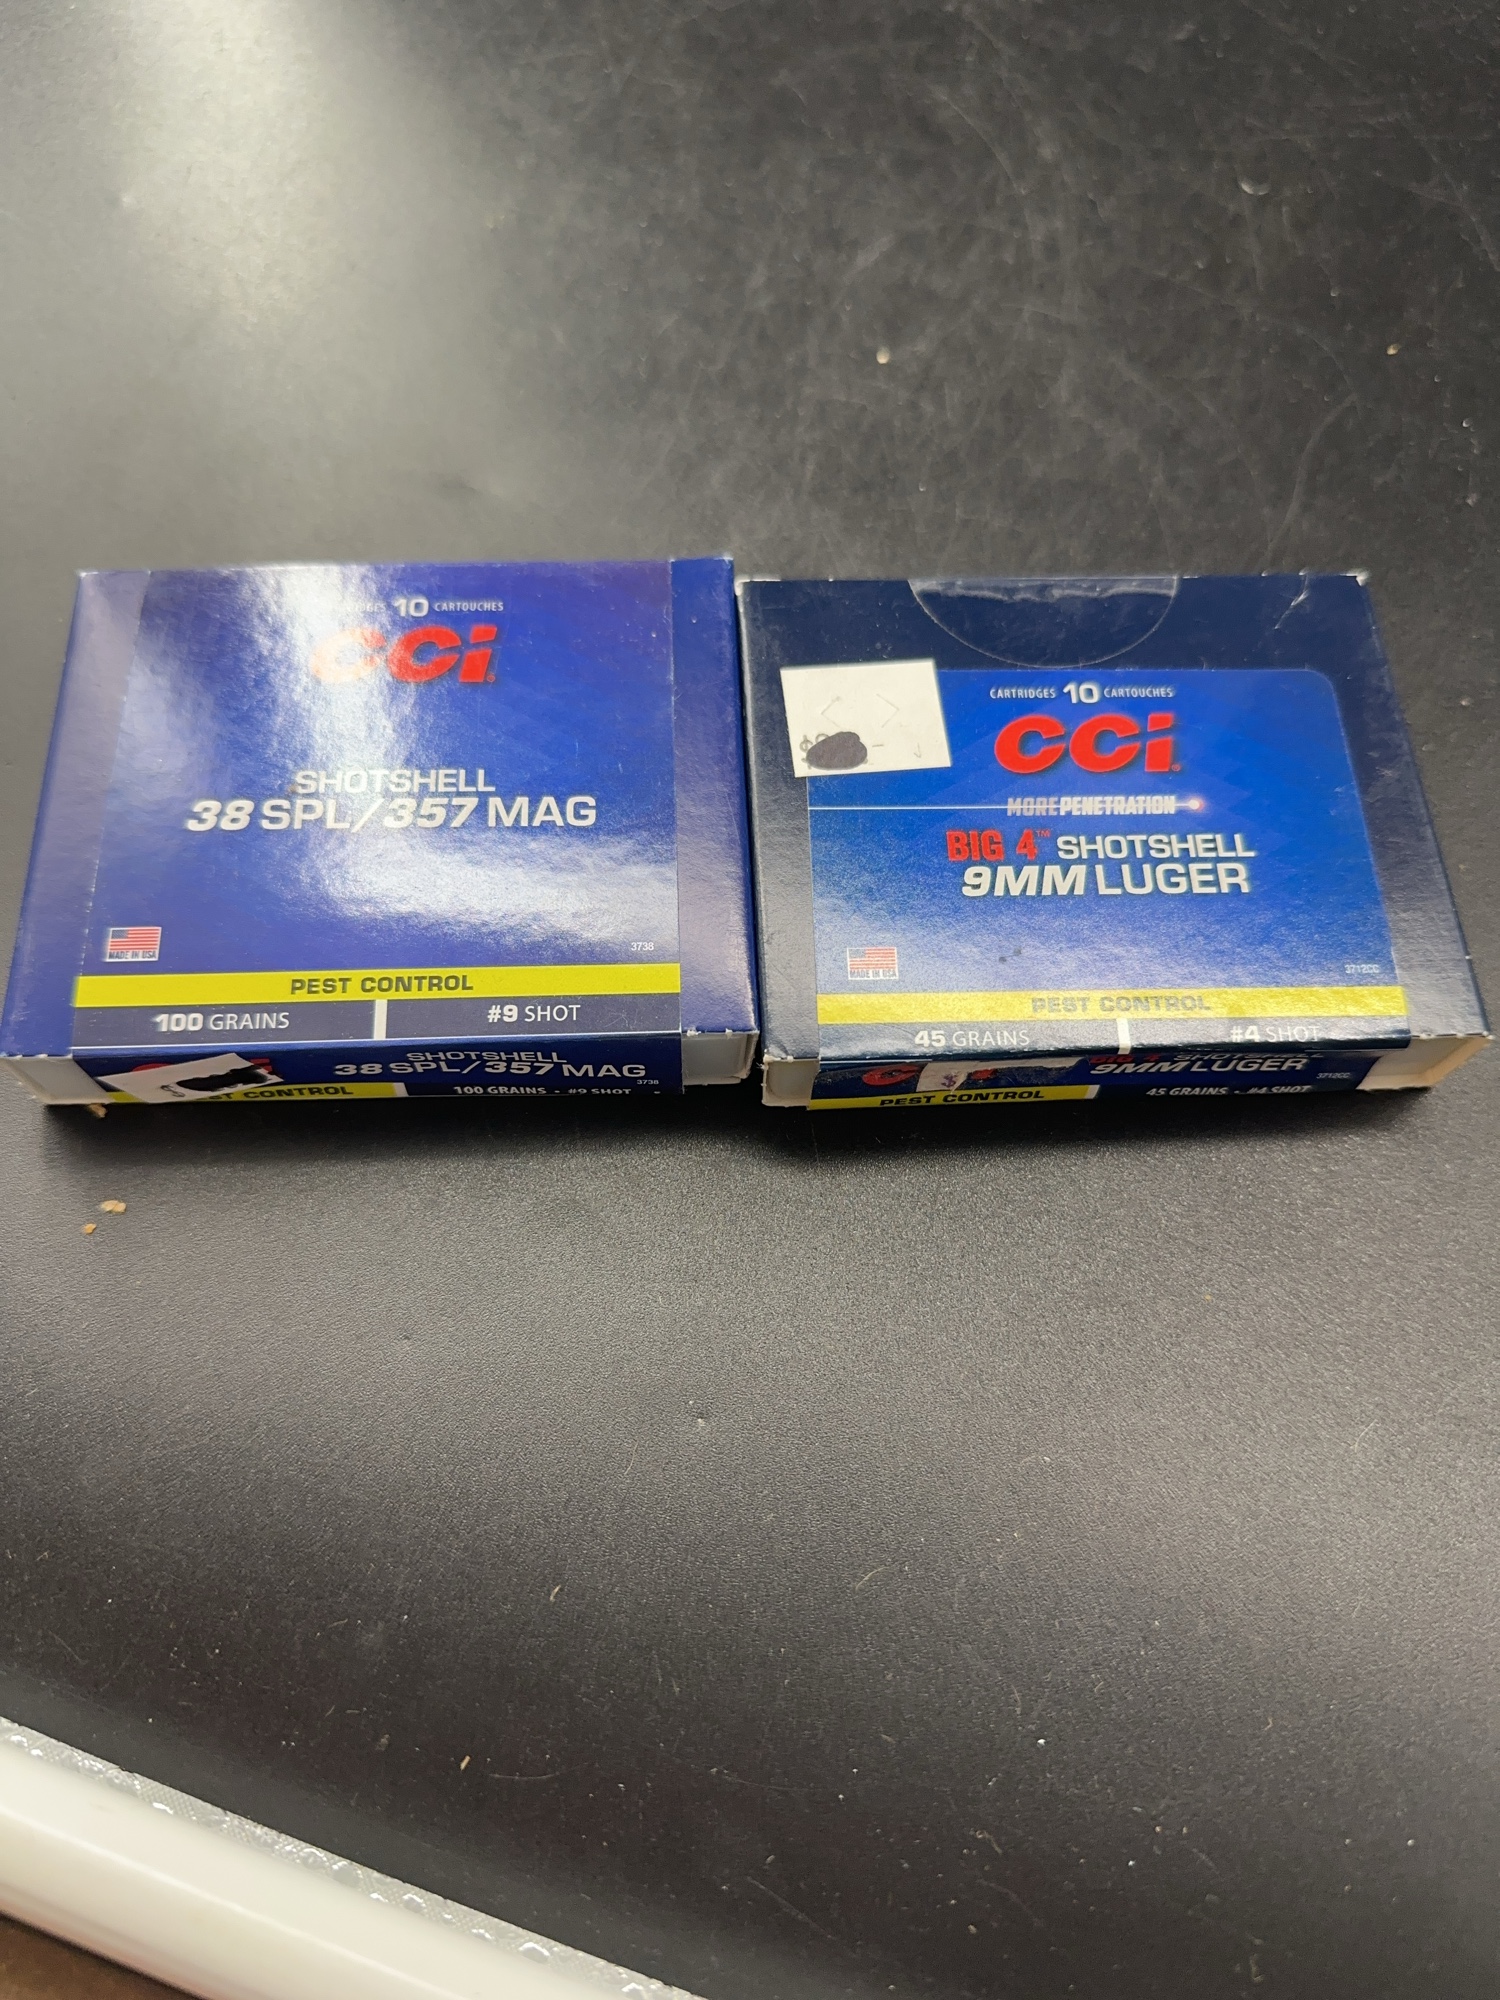 10 CARTOUCHES
CCi
SHOTSHELL
38 SPL/357 MAG
MADE IN USA
3738
PEST CONTROL
100 GRAINS
#9 SHOT
SHOTSHELL
38 SPL/357 MAG
3738
PEST CONTROL
100 GRAINS - #9 SHOT
CARTRIDGES 10 CARTOUCHES
CCi
MORE PENETRATION
BIG 4™ SHOTSHELL
9MM LUGER
MADE IN USA
3712CC
PEST CONTROL
45 GRAINS
#4 SHOT
BIG 4 SHOTSHELL
9MM LUGER
3712CC
PEST CONTROL
45 GRAINS - #4 SHOT